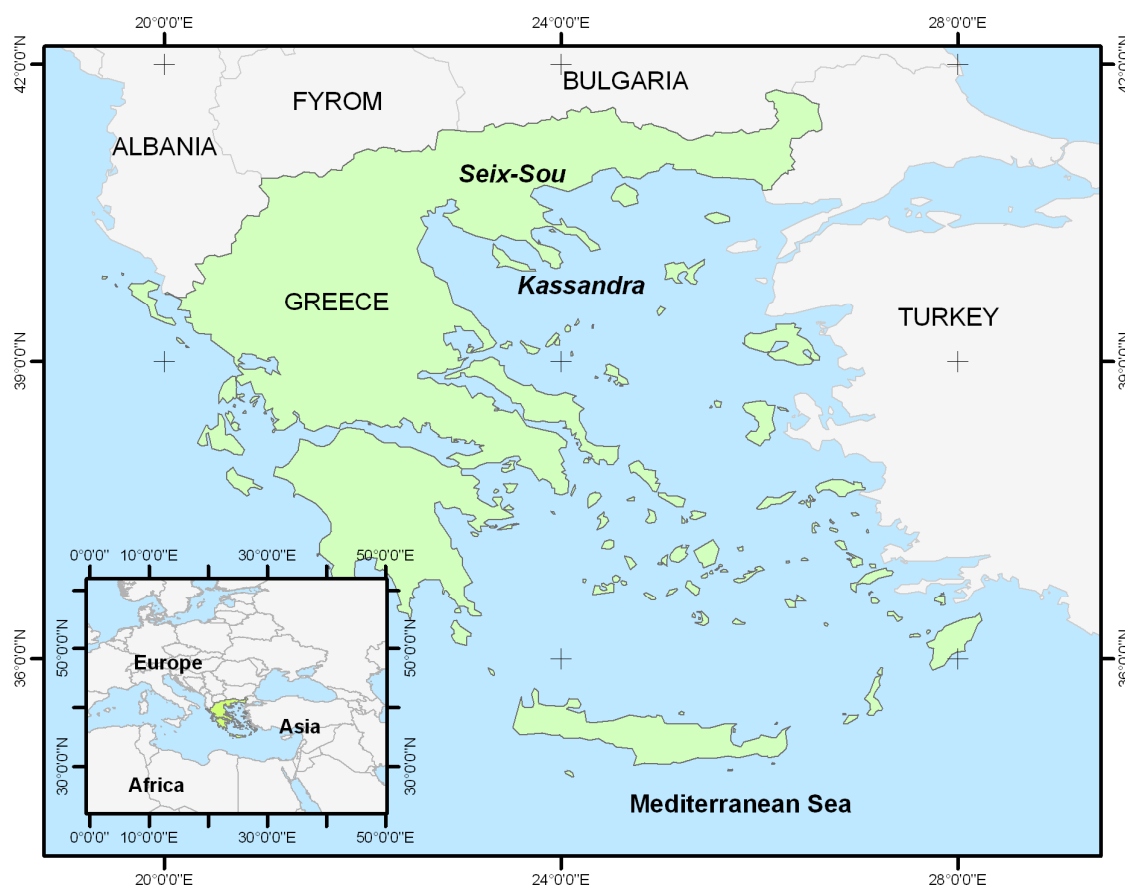 20°0'0"E 24°0'0"E 28°0'0"E
42°0'0"N 42°0'0"N
BULGARIA
FYROM
ALBANIA
Seix-Sou
Kassandra
GREECE
TURKEY
39°0'0"N 39°0'0"N
0°0'0" 10°0'0"E 30°0'0"E 50°0'0"E
50°0'0"N 50°0'0"N
Europe
36°0'0"N 36°0'0"N
Asia
30°0'0"N 30°0'0"N
Africa
Mediterranean Sea
0°0'0" 10°0'0"E 30°0'0"E 50°0'0"E
20°0'0"E 24°0'0"E 28°0'0"E